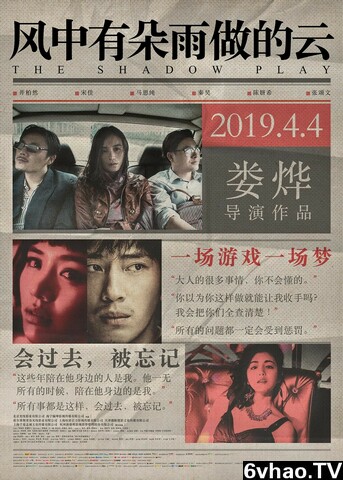 风中有朵雨做的云
THE SHADOW PLAY
井柏然 宋佳 马思纯 秦昊 陈妍希 张颂文
2019.4.4
娄烨
导演作品
一场游戏一场梦
“大人的很多事情，你不会懂的。”
“你以为你这样做就能让我收手吗？
我会把你们全查清楚！”
“所有的问题都一定会受到惩罚。”
会过去，被忘记
“这些年陪在他身边的人是我。他一无
所有的时候，陪在他身边的是我。”
“所有事都是这样，会过去，被忘记。”
6vhao.TV